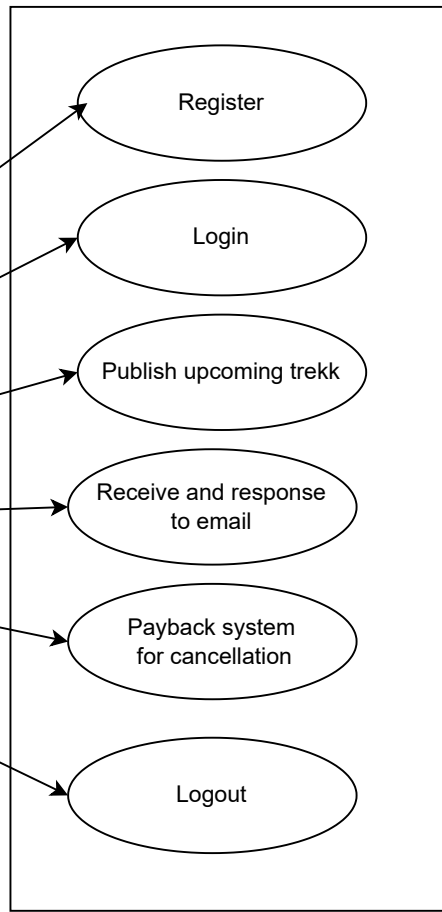 Register
Login
Publish upcoming trekk
Receive and response
to email
Payback system
for cancellation
Logout